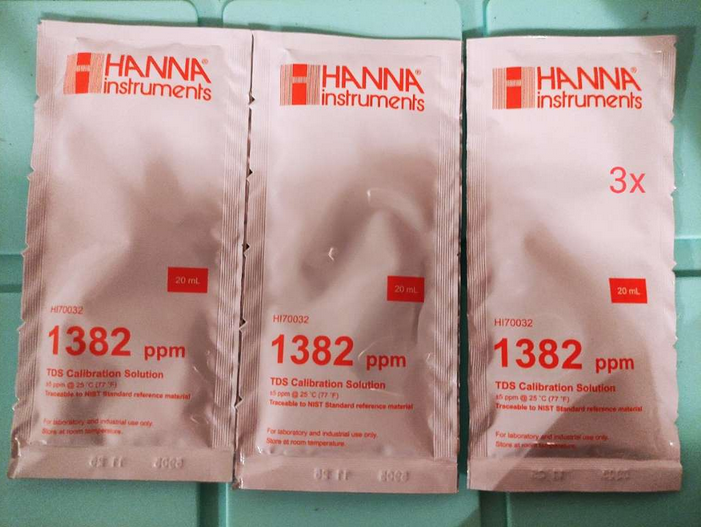 HANNA®
instruments
20 mL
HI70032
1382 ppm
TDS Calibration Solution
±5 ppm @ 25 °C (77 °F)
Traceable to NIST Standard reference material
For laboratory and industrial use only.
Store at room temperature.
HANNA®
instruments
20 mL
HI70032
1382 ppm
TDS Calibration Solution
±5 ppm @ 25 °C (77 °F)
Traceable to NIST Standard reference material
For laboratory and industrial use only.
Store at room temperature.
HANNA®
instruments
3x
20 mL
HI70032
1382 ppm
TDS Calibration Solution
±5 ppm @ 25 °C (77 °F)
Traceable to NIST Standard reference material
For laboratory and industrial use only.
Store at room temperature.